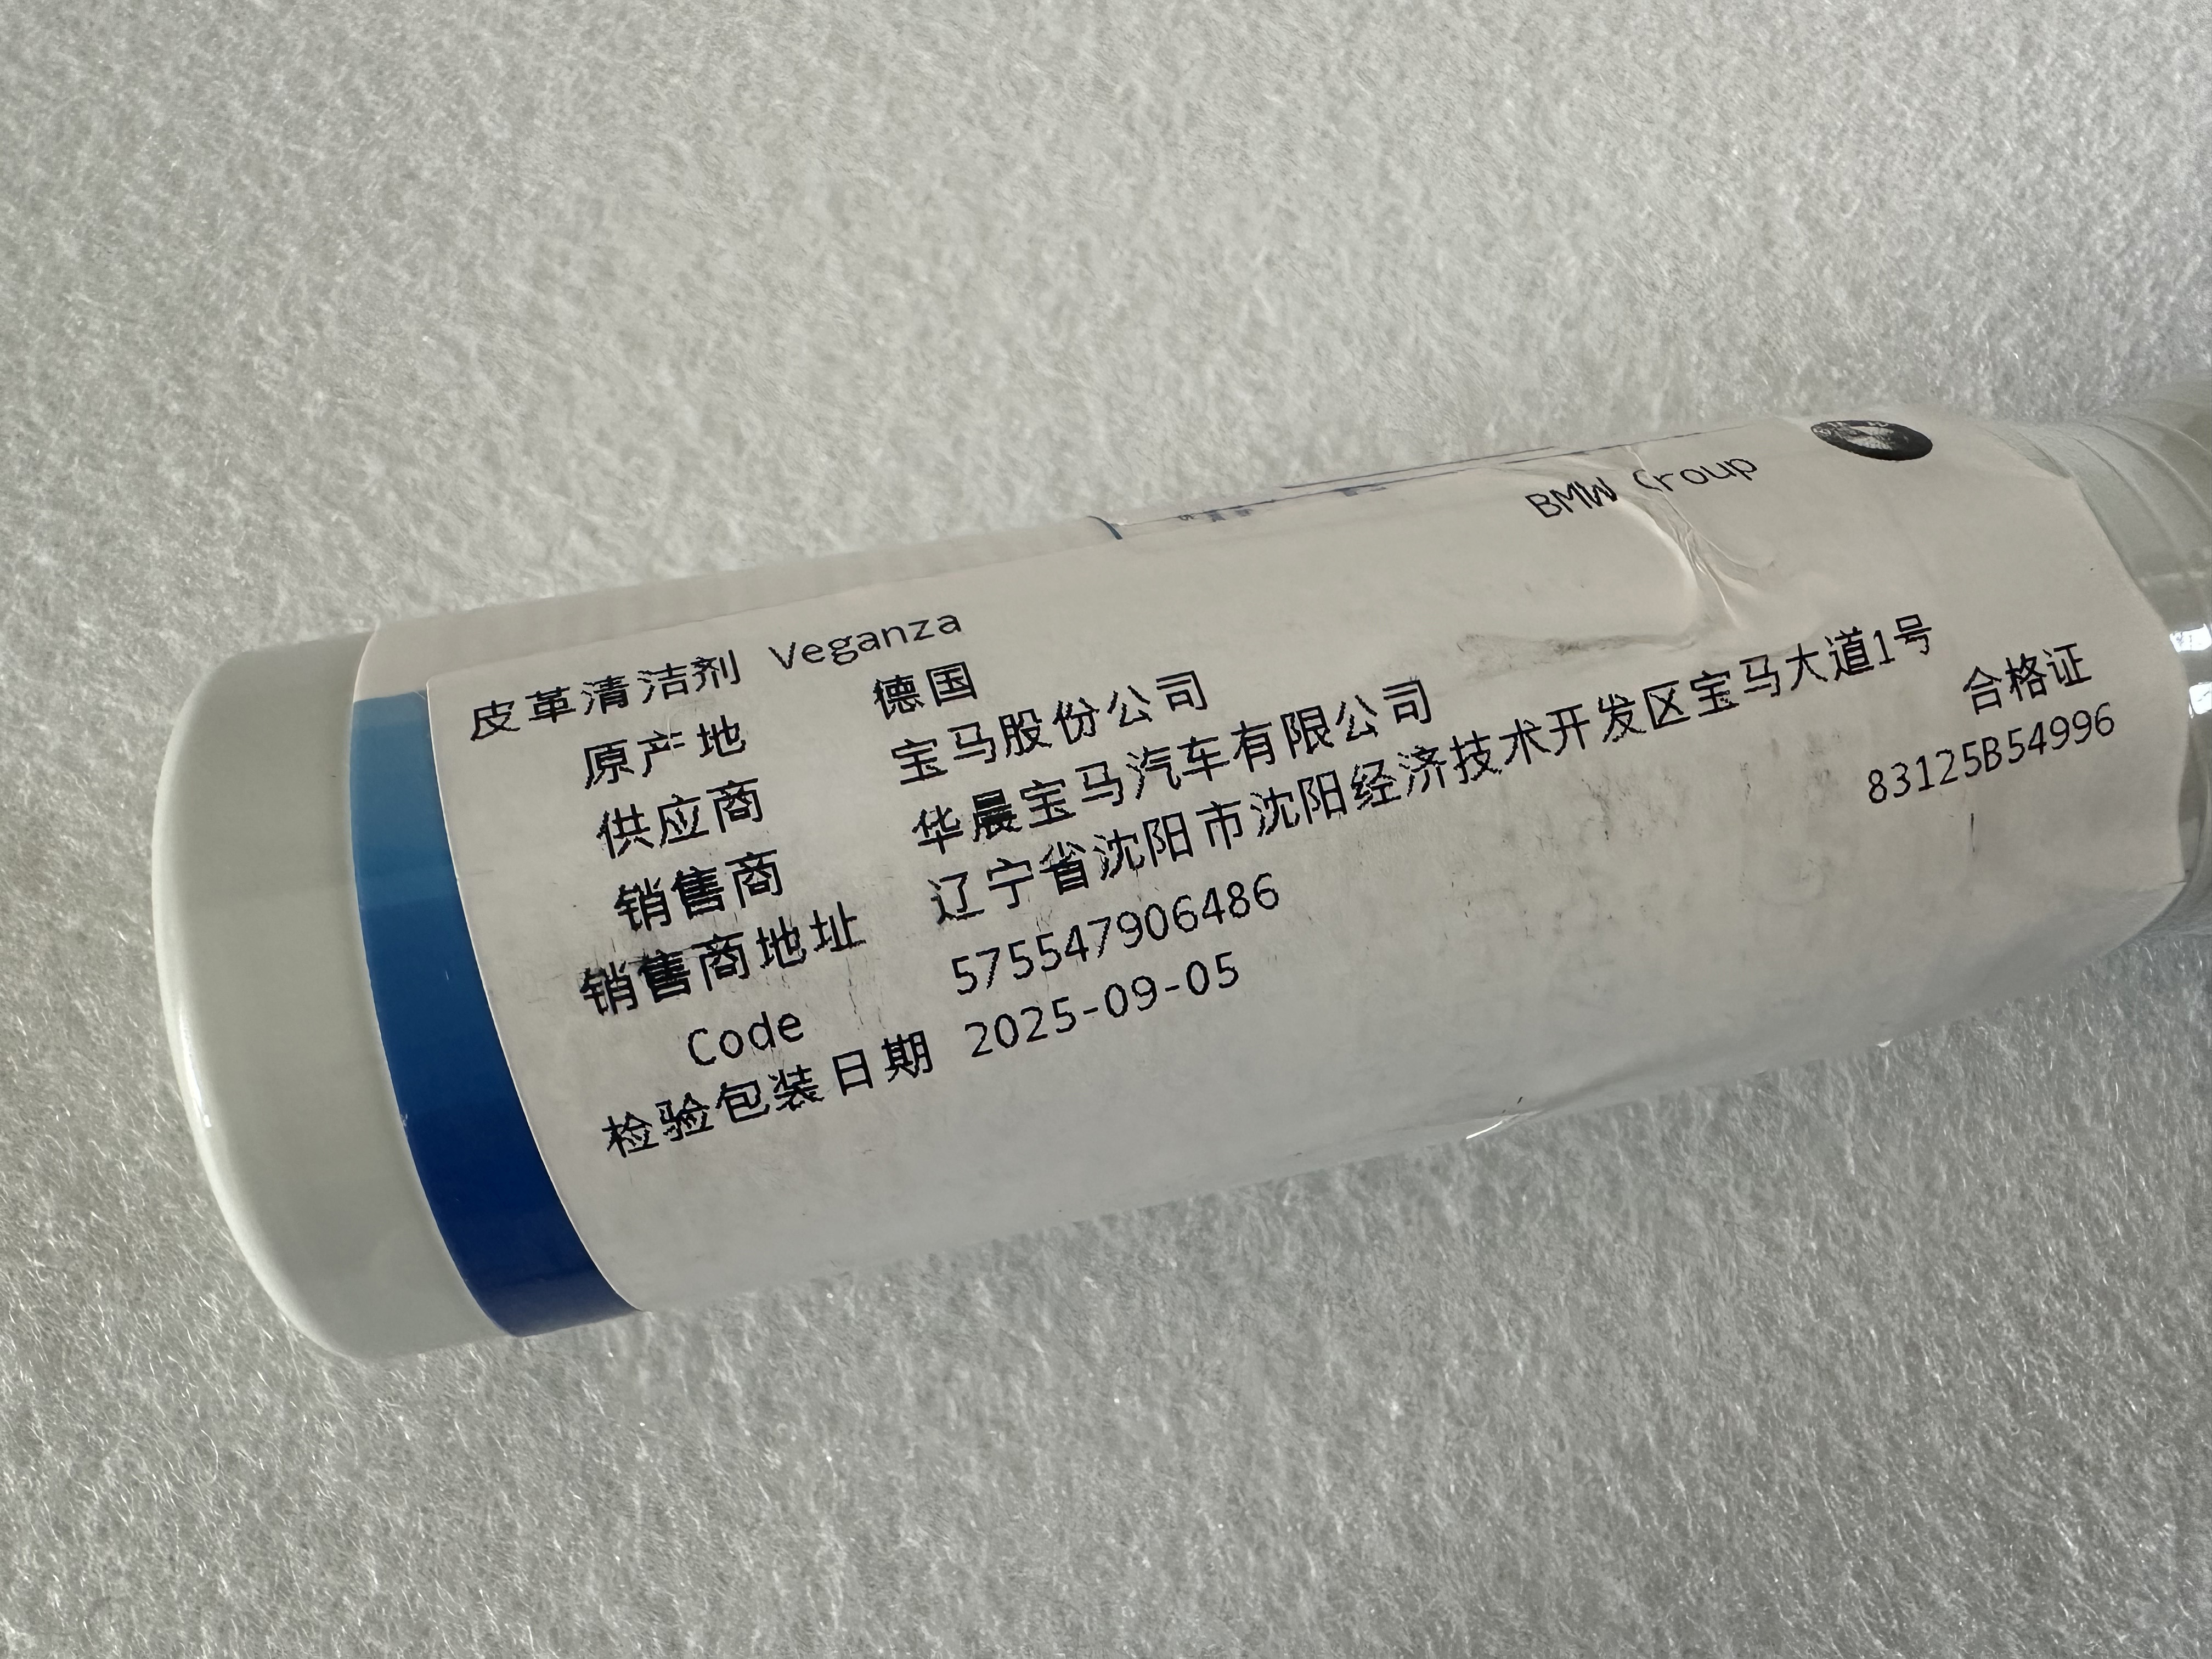 BMW Group
皮革清洁剂 Veganza
原产地 德国
供应商 宝马股份公司
销售商 华晨宝马汽车有限公司
销售商地址 辽宁省沈阳市沈阳经济技术开发区宝马大道1号
Code 575547906486
合格证
检验包装日期 2025-09-05
83125B54996